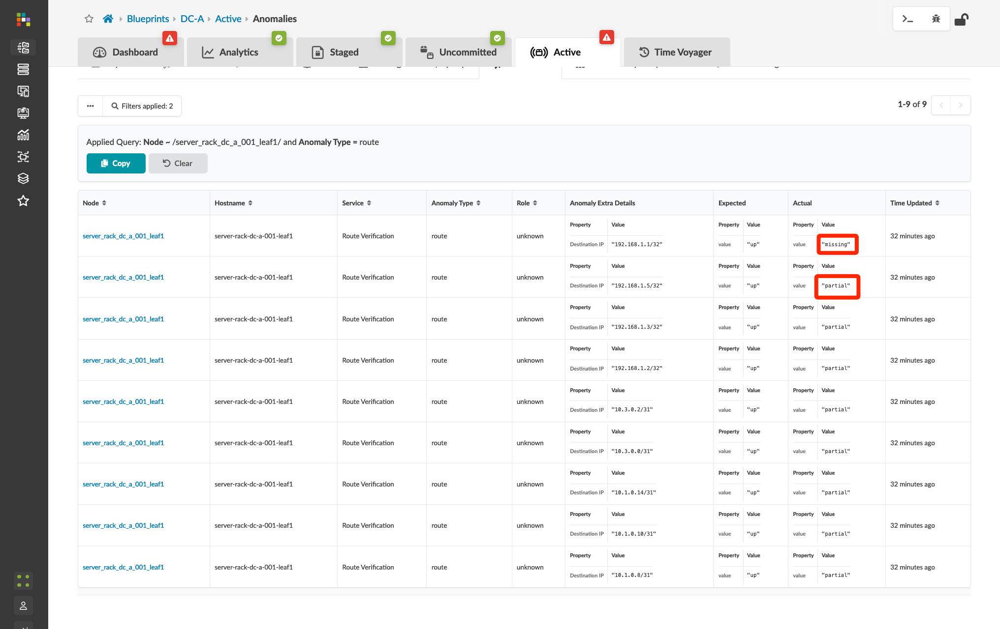 Blueprints DC-A Active Anomalies
Dashboard Analytics Staged Uncommitted Active Time Voyager
Filters applied: 2
1-9 of 9
Applied Query: Node ~ /server_rack_dc_a_001_leaf1/ and Anomaly Type = route
Copy Clear
Node Hostname Service Anomaly Type Role Anomaly Extra Details Expected Actual Time Updated
Property Value Property Value Property Value
server_rack_dc_a_001_leaf1 server-rack-dc-a-001-leaf1 Route Verification route unknown 32 minutes ago
Destination IP "192.168.1.1/32" value "up" value "missing"
Property Value Property Value Property Value
server_rack_dc_a_001_leaf1 server-rack-dc-a-001-leaf1 Route Verification route unknown 32 minutes ago
Destination IP "192.168.1.5/32" value "up" value "partial"
Property Value Property Value Property Value
server_rack_dc_a_001_leaf1 server-rack-dc-a-001-leaf1 Route Verification route unknown 32 minutes ago
Destination IP "192.168.1.3/32" value "up" value "partial"
Property Value Property Value Property Value
server_rack_dc_a_001_leaf1 server-rack-dc-a-001-leaf1 Route Verification route unknown 32 minutes ago
Destination IP "192.168.1.2/32" value "up" value "partial"
Property Value Property Value Property Value
server_rack_dc_a_001_leaf1 server-rack-dc-a-001-leaf1 Route Verification route unknown 32 minutes ago
Destination IP "10.3.0.2/31" value "up" value "partial"
Property Value Property Value Property Value
server_rack_dc_a_001_leaf1 server-rack-dc-a-001-leaf1 Route Verification route unknown 32 minutes ago
Destination IP "10.3.0.0/31" value "up" value "partial"
Property Value Property Value Property Value
server_rack_dc_a_001_leaf1 server-rack-dc-a-001-leaf1 Route Verification route unknown 32 minutes ago
Destination IP "10.1.0.14/31" value "up" value "partial"
Property Value Property Value Property Value
server_rack_dc_a_001_leaf1 server-rack-dc-a-001-leaf1 Route Verification route unknown 32 minutes ago
Destination IP "10.1.0.10/31" value "up" value "partial"
Property Value Property Value Property Value
server_rack_dc_a_001_leaf1 server-rack-dc-a-001-leaf1 Route Verification route unknown 32 minutes ago
Destination IP "10.1.0.8/31" value "up" value "partial"